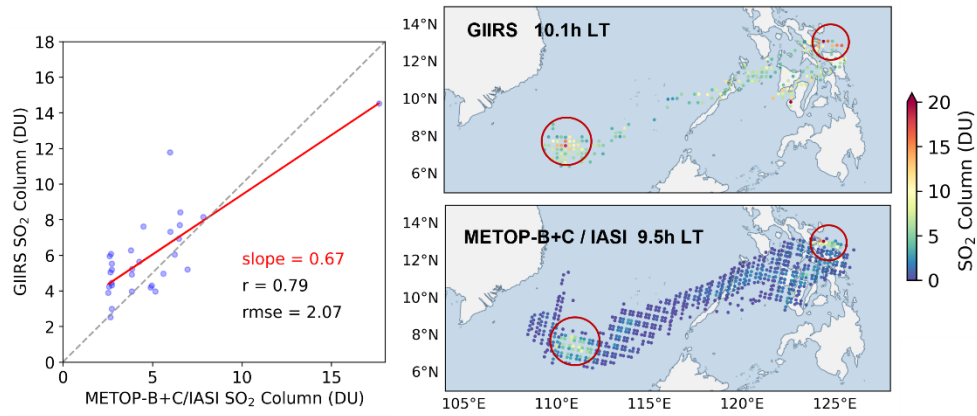 18
16
14
12
10
8
6
4
2
0
GIIRS SO₂ Column (DU)
slope = 0.67
r = 0.79
rmse = 2.07
0 5 10 15
METOP-B+C/IASI SO₂ Column (DU)
GIIRS 10.1h LT
14°N
12°N
10°N
8°N
6°N
METOP-B+C / IASI 9.5h LT
14°N
12°N
10°N
8°N
6°N
104°E 110°E 115°E 120°E 125°E
20
15
10
5
0
SO₂ Column (DU)